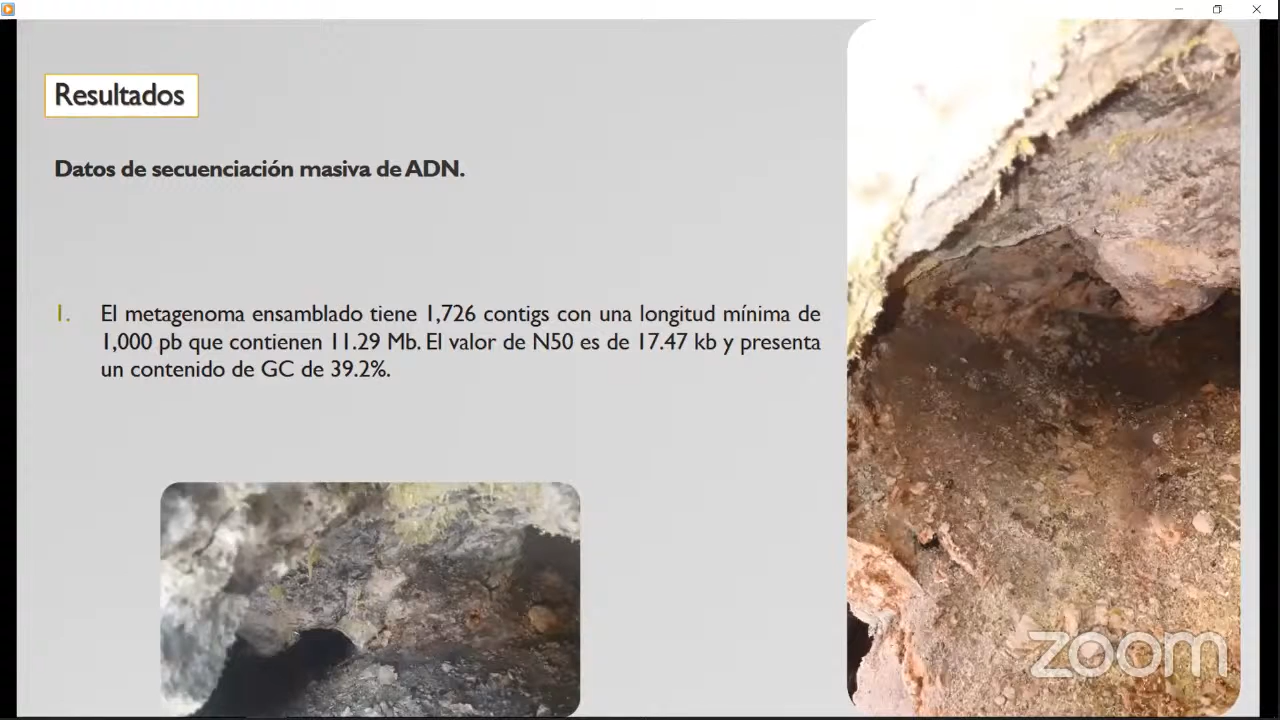 Resultados
Datos de secuenciación masiva de ADN.
1. El metagenoma ensamblado tiene 1,726 contigs con una longitud mínima de
1,000 pb que contienen 11.29 Mb. El valor de N50 es de 17.47 kb y presenta
un contenido de GC de 39.2%.
zoom